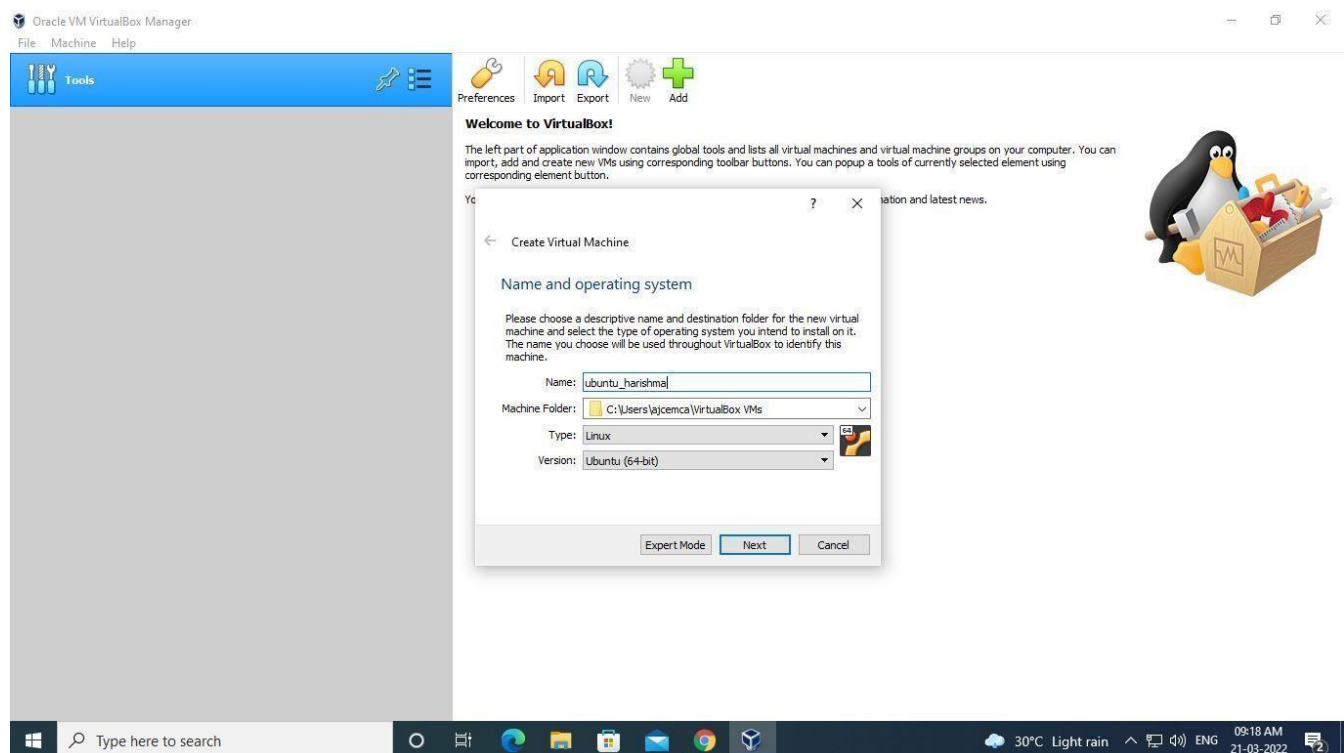 Oracle VM VirtualBox Manager
File Machine Help
Tools
Preferences Import Export New Add
Welcome to VirtualBox!
The left part of application window contains global tools and lists all virtual machines and virtual machine groups on your computer. You can
import, add and create new VMs using corresponding toolbar buttons. You can popup a tools of currently selected element using
corresponding element button.
Yo ation and latest news.
?
Create Virtual Machine
Name and operating system
Please choose a descriptive name and destination folder for the new virtual
machine and select the type of operating system you intend to install on it.
The name you choose will be used throughout VirtualBox to identify this
machine.
Name: ubuntu_harishma
Machine Folder: C:\Users\ajcemca\VirtualBox VMs
Type: Linux
64
Version: Ubuntu (64-bit)
Expert Mode Next Cancel
Type here to search
30°C Light rain ENG 09:18 AM
21-03-2022
2